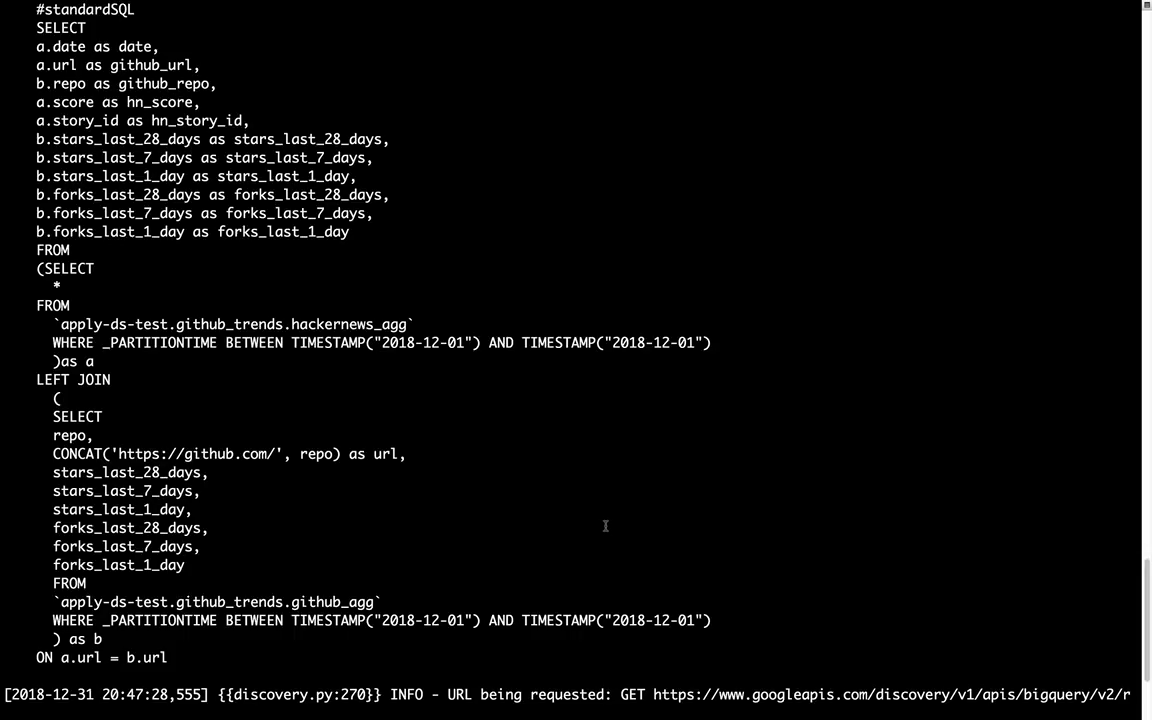 #standardSQL
SELECT
a.date as date,
a.url as github_url,
b.repo as github_repo,
a.score as hn_score,
a.story_id as hn_story_id,
b.stars_last_28_days as stars_last_28_days,
b.stars_last_7_days as stars_last_7_days,
b.stars_last_1_day as stars_last_1_day,
b.forks_last_28_days as forks_last_28_days,
b.forks_last_7_days as forks_last_7_days,
b.forks_last_1_day as forks_last_1_day
FROM
(SELECT
*
FROM
`apply-ds-test.github_trends.hackernews_agg`
WHERE _PARTITIONTIME BETWEEN TIMESTAMP("2018-12-01") AND TIMESTAMP("2018-12-01")
)as a
LEFT JOIN
(
SELECT
repo,
CONCAT('https://github.com/', repo) as url,
stars_last_28_days,
stars_last_7_days,
stars_last_1_day,
forks_last_28_days,
forks_last_7_days,
forks_last_1_day
FROM
`apply-ds-test.github_trends.github_agg`
WHERE _PARTITIONTIME BETWEEN TIMESTAMP("2018-12-01") AND TIMESTAMP("2018-12-01")
) as b
ON a.url = b.url
[2018-12-31 20:47:28,555] {{discovery.py:270}} INFO - URL being requested: GET https://www.googleapis.com/discovery/v1/apis/bigquery/v2/r